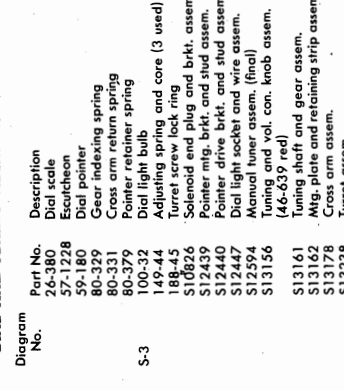 Diagram
No. Part No. Description
26-380 Dial scale
57-1228 Escutcheon
59-180 Dial pointer
80-329 Gear indexing spring
80-331 Cross arm return spring
80-379 Pointer retainer spring
S-3 100-32 Dial light bulb
149-44 Adjusting spring and core (3 used)
188-45 Turret screw lock ring
S10826 Solenoid end plug and brkt. assem
S12439 Pointer mtg. brkt. and stud assem.
S12440 Pointer drive brkt. and stud assem
S12447 Dial light socket and wire assem.
S12594 Manual tuner assem. (final)
S13156 Tuning and vol. con. knob assem.
(46-639 red)
S13161 Tuning shaft and gear assem.
S13162 Mtg. plate and retaining strip assem
S13178 Cross arm assem.